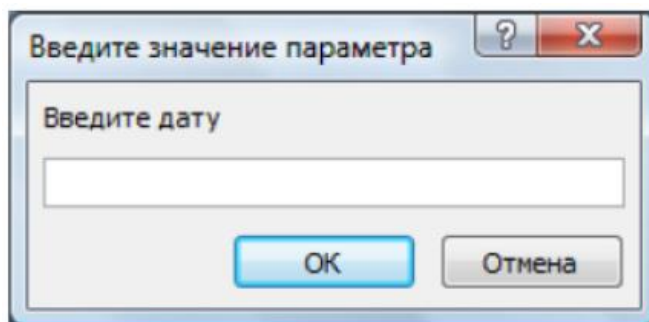 Введите значение параметра
Введите дату
ОК
Отмена